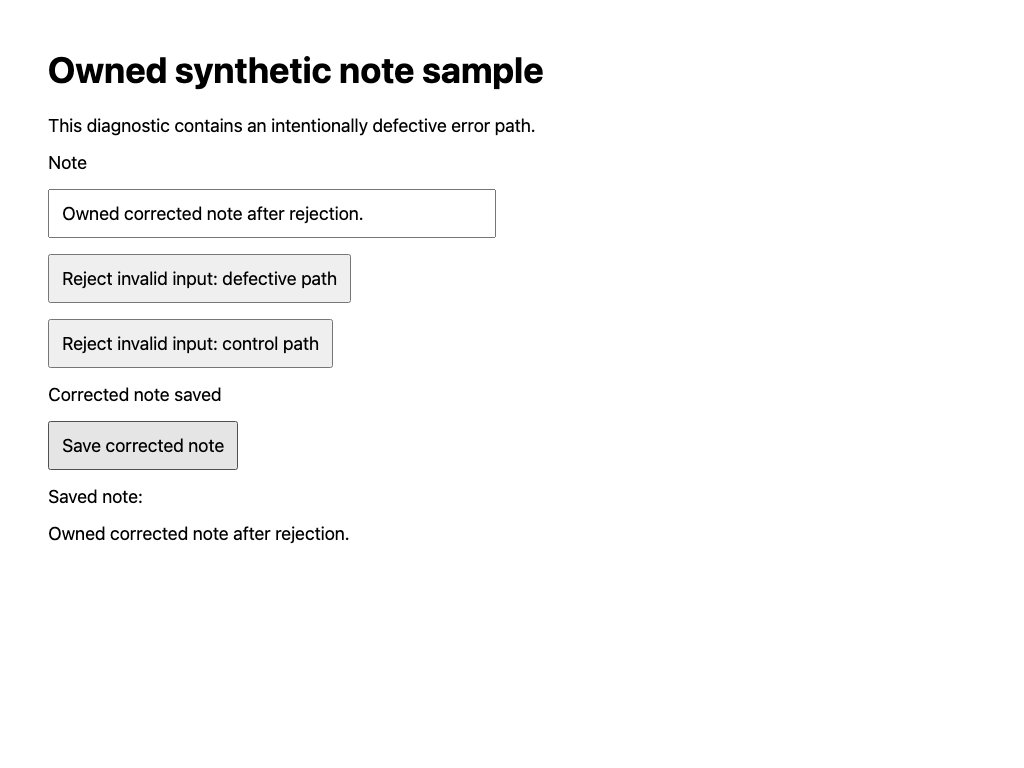 Owned synthetic note sample
This diagnostic contains an intentionally defective error path.
Note
Owned corrected note after rejection.
Reject invalid input: defective path
Reject invalid input: control path
Corrected note saved
Save corrected note
Saved note:
Owned corrected note after rejection.